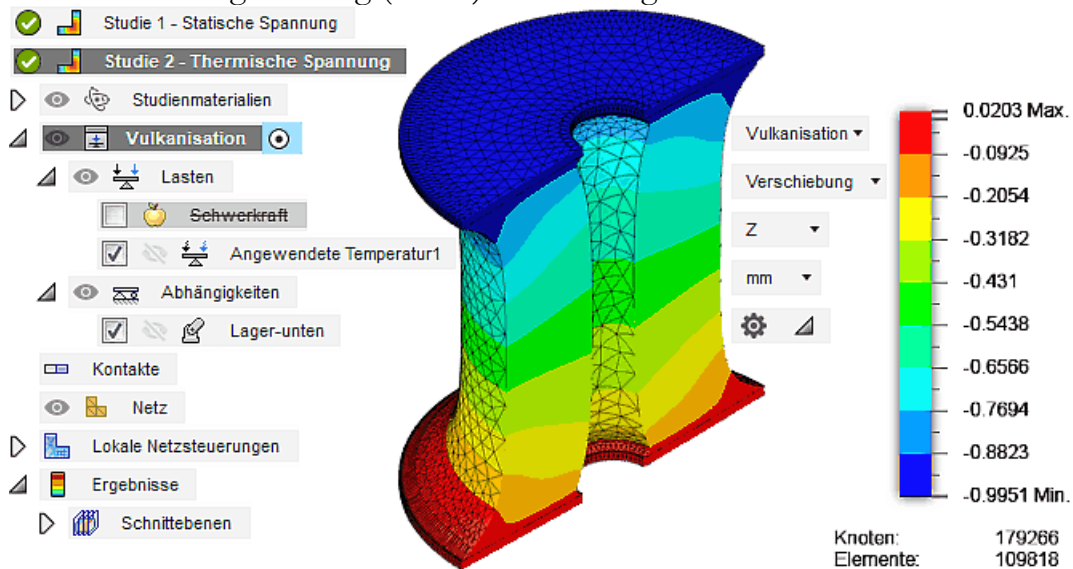 Studie 1 - Statische Spannung
Studie 2 - Thermische Spannung
Studienmaterialien
Vulkanisation
Lasten
Schwerkraft
Angewendete Temperatur1
Abhängigkeiten
Lager-unten
Kontakte
Netz
Lokale Netzsteuerungen
Ergebnisse
Schnittebenen
Vulkanisation
Verschiebung
Z
mm
0.0203 Max.
-0.0925
-0.2054
-0.3182
-0.431
-0.5438
-0.6566
-0.7694
-0.8823
-0.9951 Min.
Knoten: 179266
Elemente: 109818